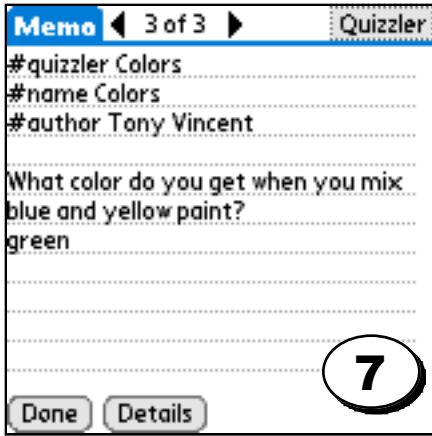 Memo 3 of 3 Quizzler
#quizzler Colors
#name Colors
#author Tony Vincent
What color do you get when you mix
blue and yellow paint?
green
7
Done Details